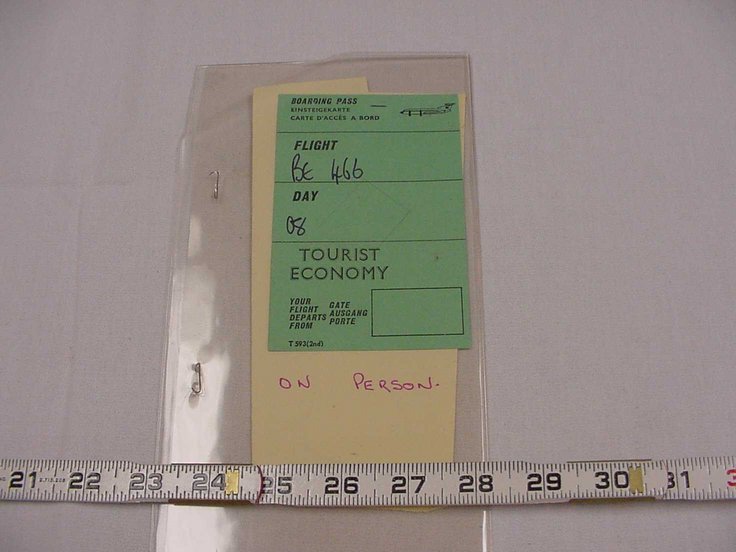 BOARDING PASS
EINSTEIGEKARTE
CARTE D'ACCÈS A BORD
FLIGHT
BE 466
DAY
08
TOURIST
ECONOMY
YOUR
FLIGHT
DEPARTS
FROM
GATE
AUSGANG
PORTE
T 593(2nd)
ON PERSON.
21 22 23 24 25 26 27 28 29 30 31